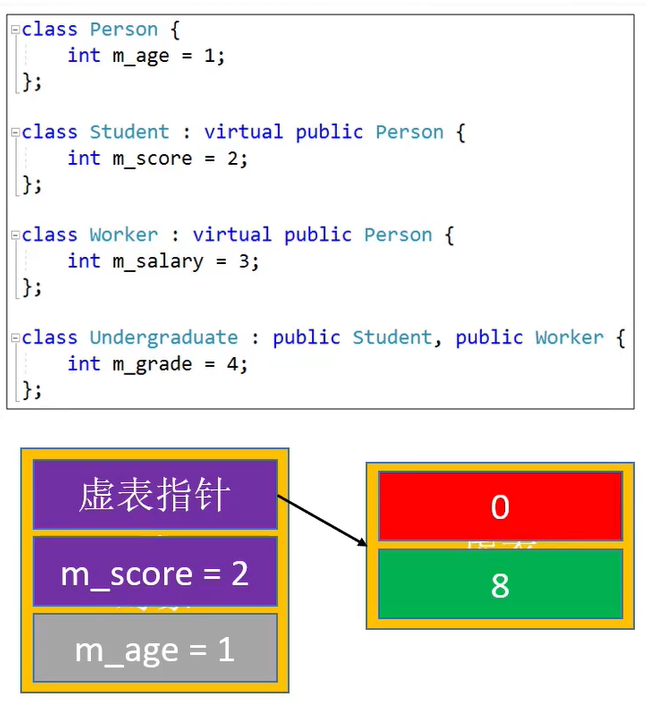 class Person {
    int m_age = 1;
};
class Student : virtual public Person {
    int m_score = 2;
};
class Worker : virtual public Person {
    int m_salary = 3;
};
class Undergraduate : public Student, public Worker {
    int m_grade = 4;
};
虚表指针
m_score = 2
m_age = 1
0
8